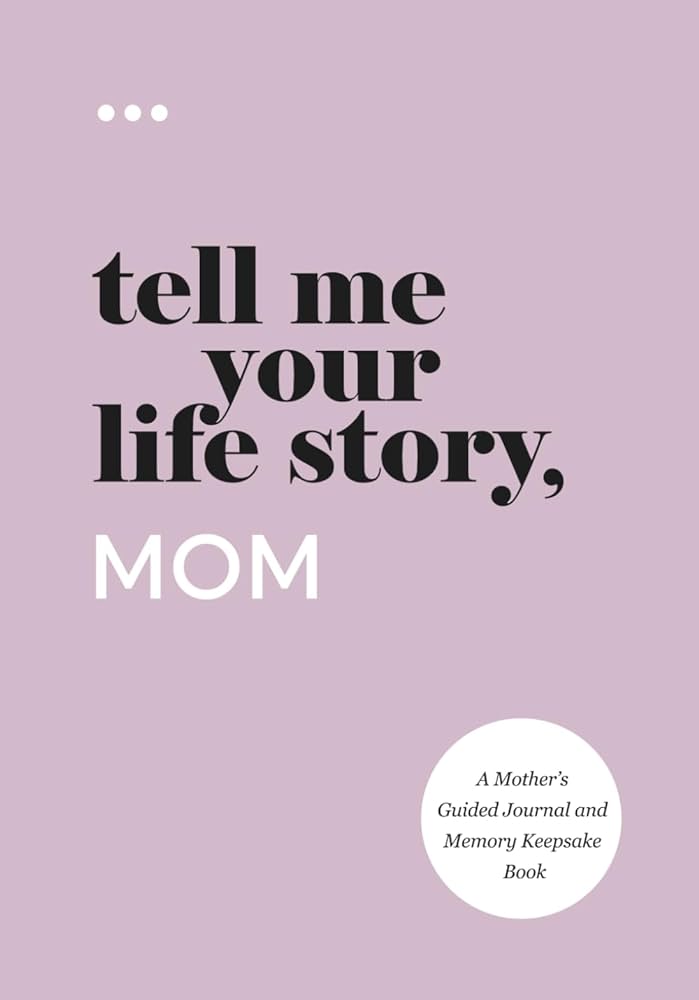 tell me
your
life story,
MOM
A Mother’s
Guided Journal and
Memory Keepsake
Book